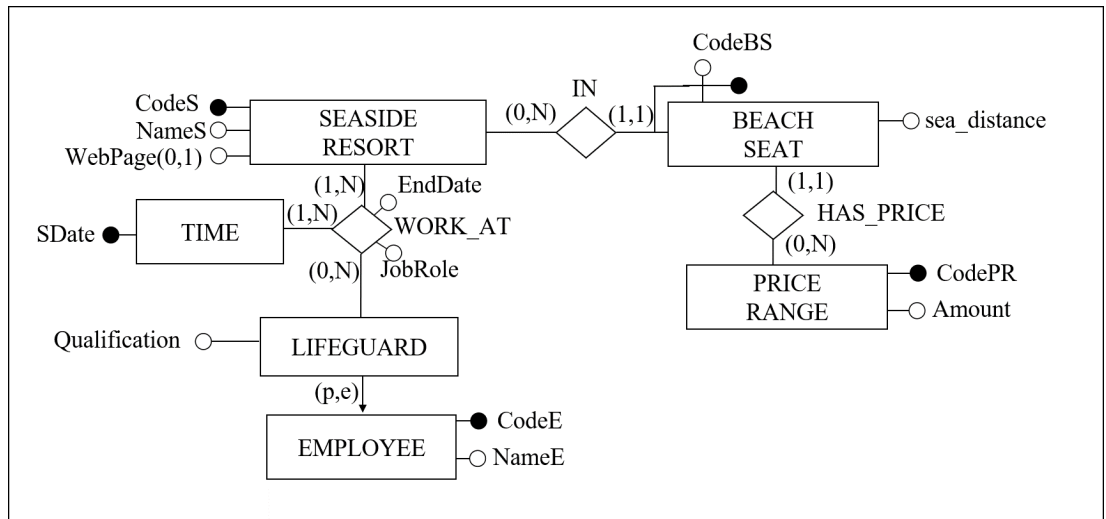 CodeBS
IN
CodeS
NameS
WebPage(0,1)
SEASIDE
RESORT
(0,N)
(1,1)
BEACH
SEAT
sea_distance
(1,N)
EndDate
(1,1)
SDate
TIME
(1,N)
WORK_AT
HAS_PRICE
(0,N)
JobRole
(0,N)
PRICE
RANGE
CodePR
Amount
Qualification
LIFEGUARD
(p,e)
EMPLOYEE
CodeE
NameE